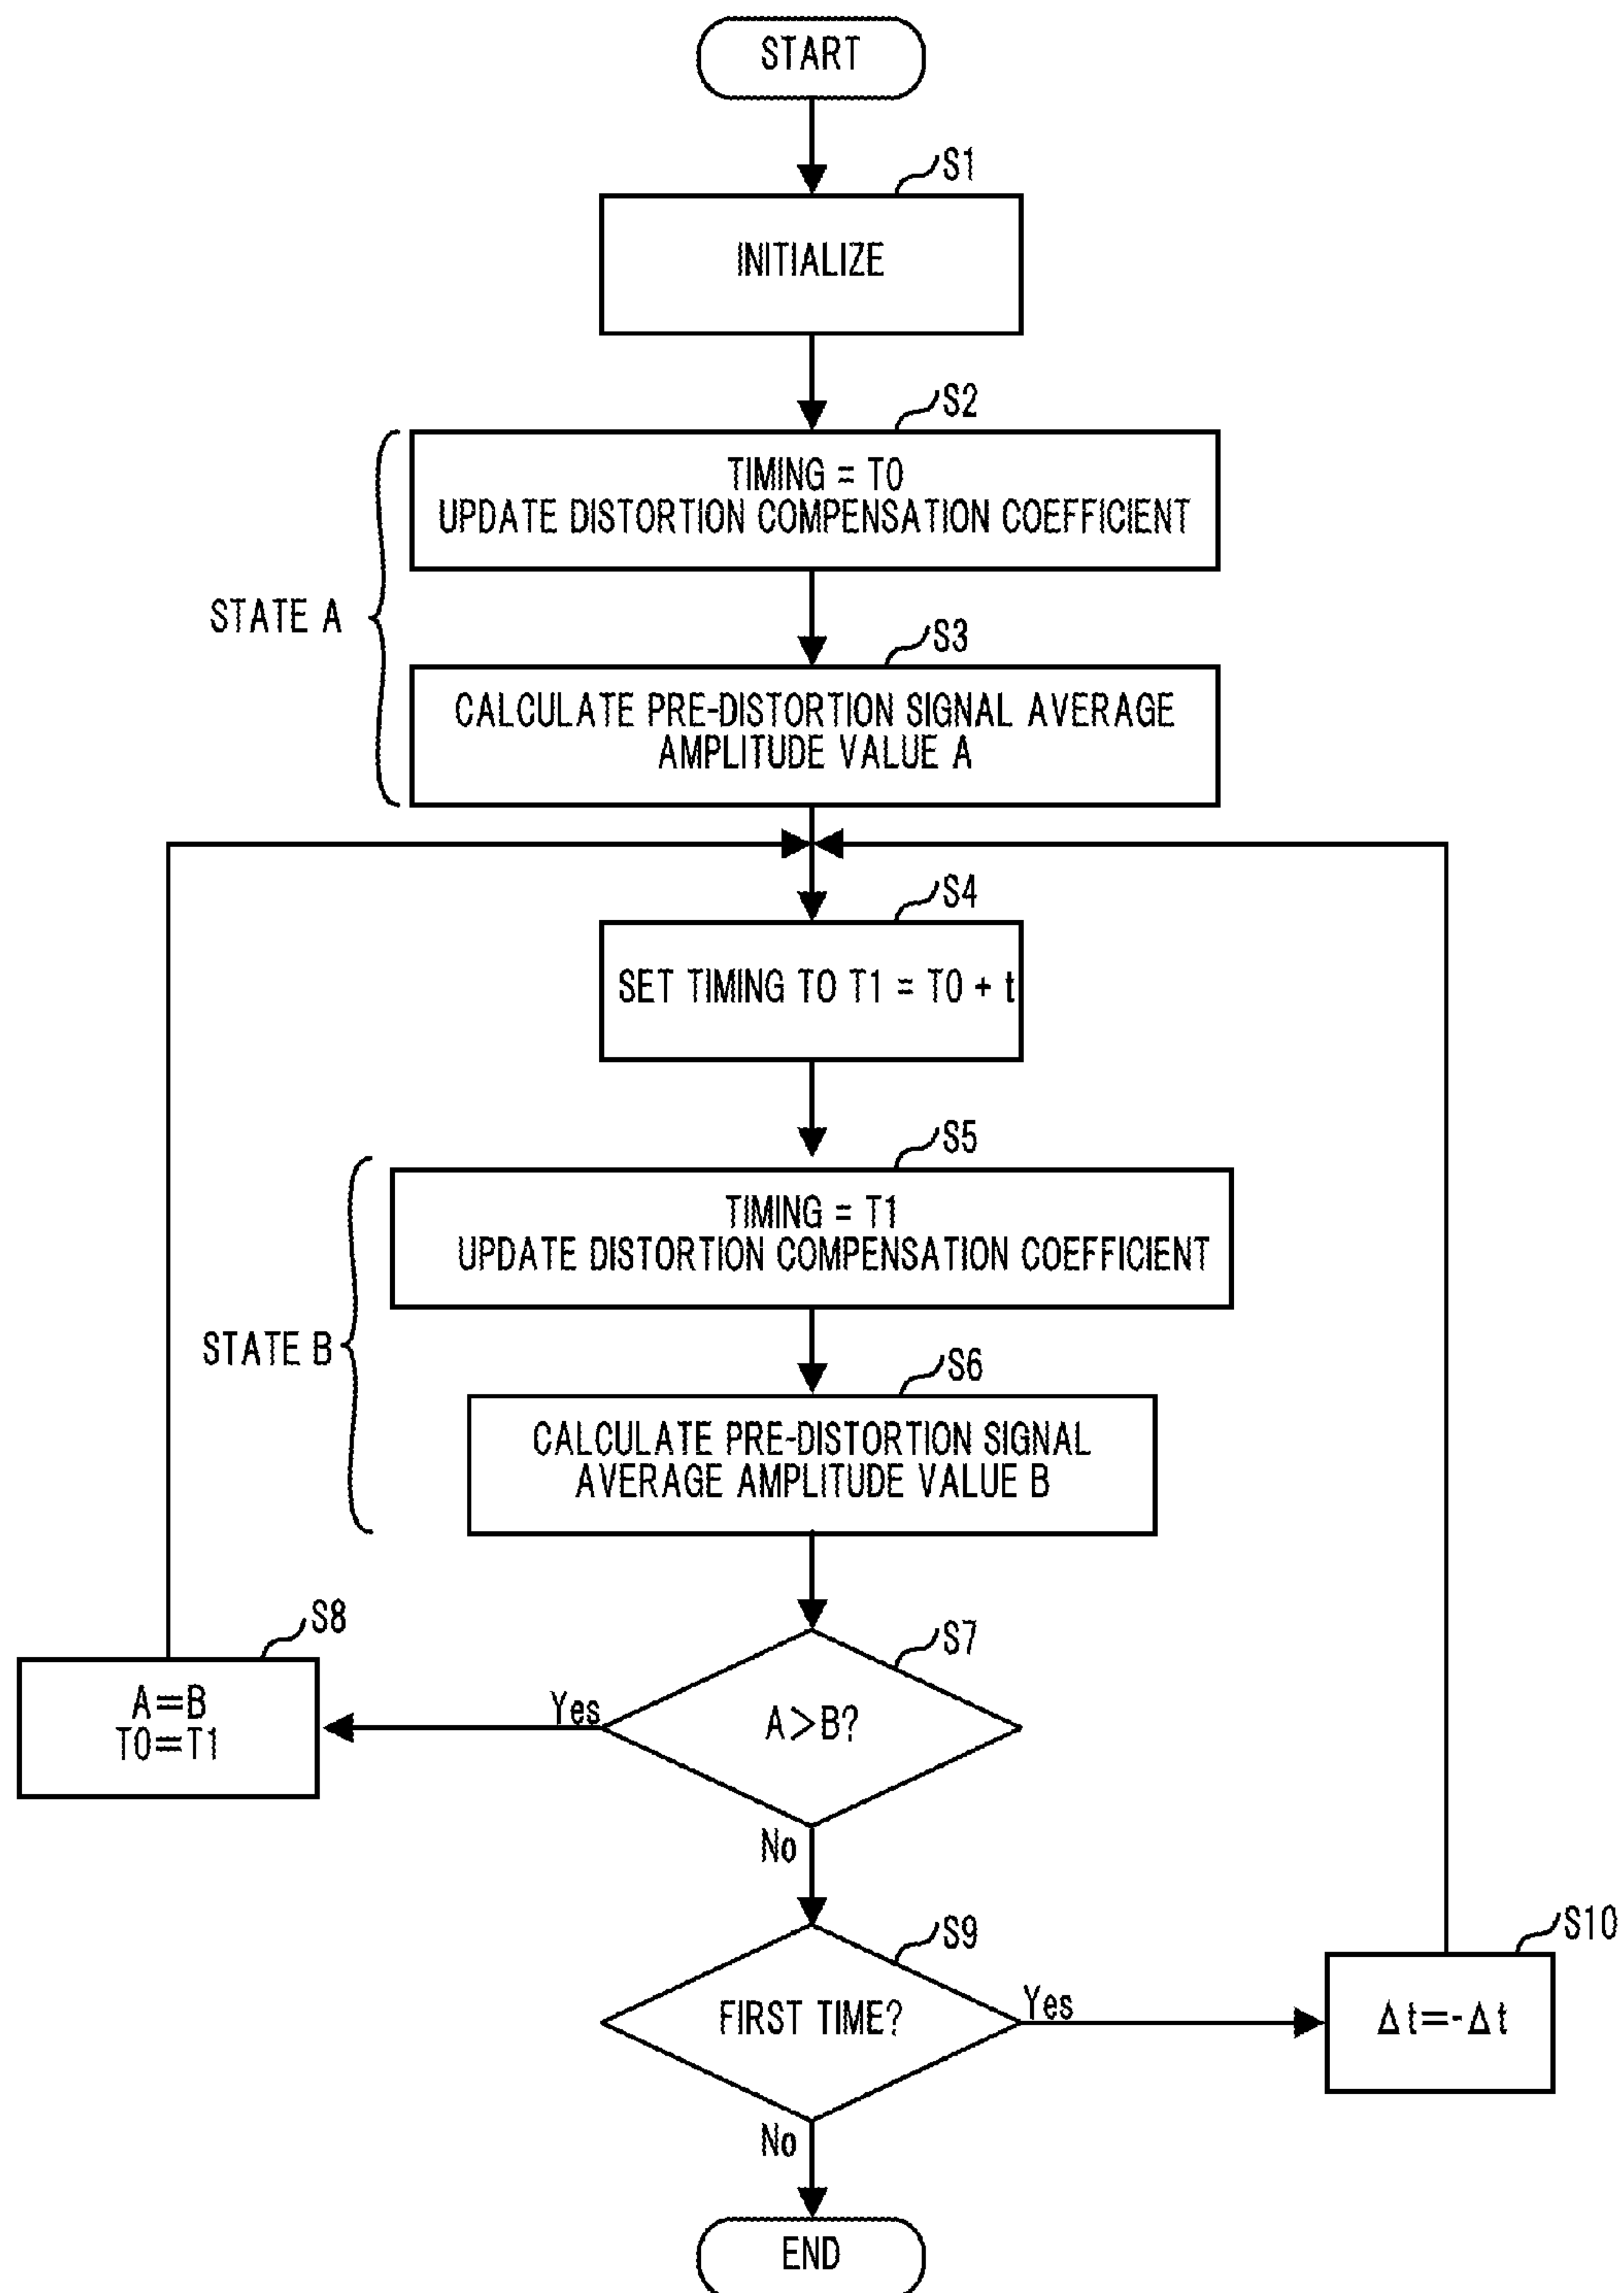 START
S1
INITIALIZE
S2
TIMING = T0
UPDATE DISTORTION COMPENSATION COEFFICIENT
STATE A
S3
CALCULATE PRE-DISTORTION SIGNAL AVERAGE
AMPLITUDE VALUE A
S4
SET TIMING TO T1 = T0 + t
S5
TIMING = T1
UPDATE DISTORTION COMPENSATION COEFFICIENT
STATE B
S6
CALCULATE PRE-DISTORTION SIGNAL
AVERAGE AMPLITUDE VALUE B
S7
A>B?
Yes
S8
A=B
T0=T1
No
S9
FIRST TIME?
Yes
S10
Δt=-Δt
No
END